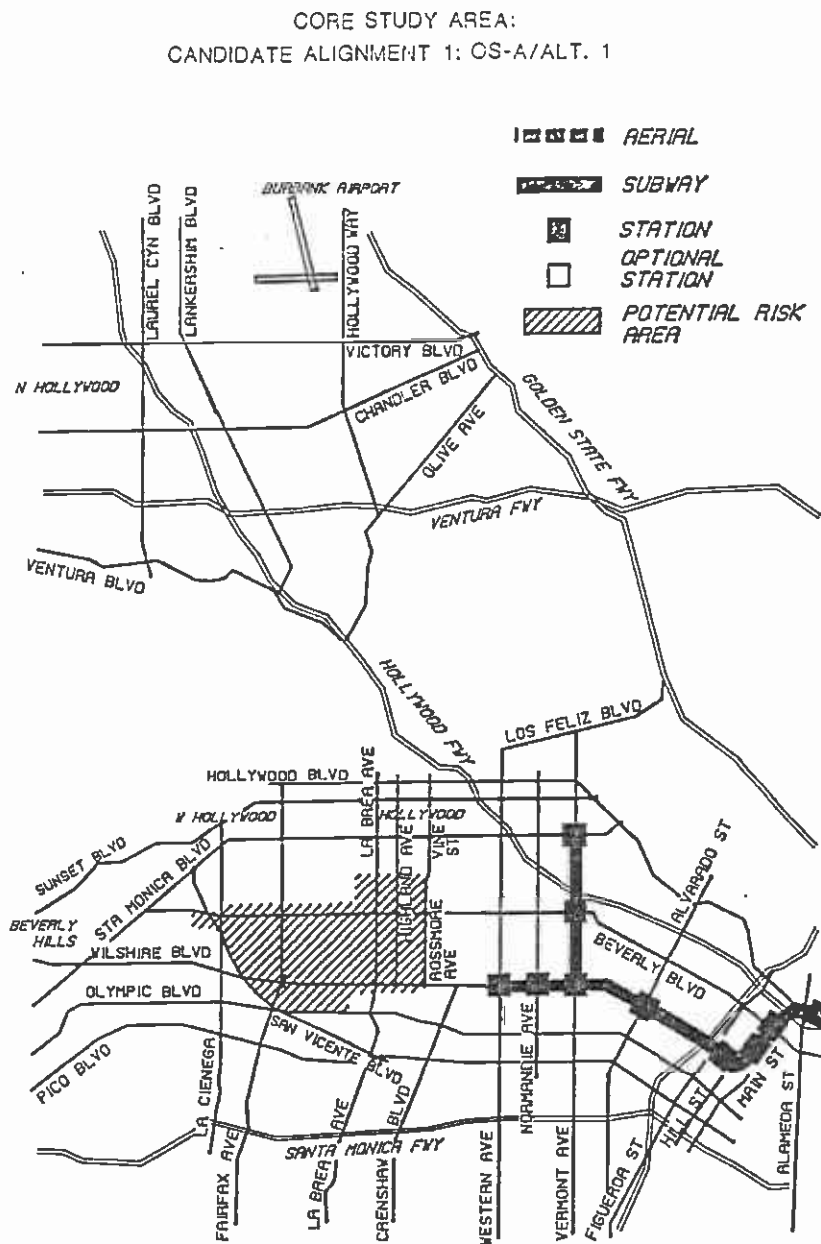 CORE STUDY AREA:
CANDIDATE ALIGNMENT 1: OS-A/ALT. 1
AERIAL
SUBWAY
STATION
OPTIONAL
STATION
POTENTIAL RISK
AREA
BURBANK AIRPORT
LAUREL CYN BLVD
LANKERSHIM BLVD
HOLLYWOOD WAY
VICTORY BLVD
N HOLLYWOOD
CHANDLER BLVD
OLIVE AVE
GOLDEN STATE FWY
VENTURA FWY
VENTURA BLVD
HOLLYWOOD FWY
LOS FELIZ BLVD
HOLLYWOOD BLVD
LA BREA AVE
W HOLLYWOOD
HOLLYWOOD
HIGHLAND AVE
VINE
ST
SUNSET BLVD
STA MONICA BLVD
ALVARADO ST
BEVERLY
HILLS
ROSSMORE
AVE
BEVERLY BLVD
WILSHIRE BLVD
OLYMPIC BLVD
SAN VICENTE BLVD
PICO BLVD
NORMANDIE AVE
MAIN ST
HILL ST
LA CIENEGA
SANTA MONICA FWY
FAIRFAX AVE
LA BREA AVE
CRENSHAW BLVD
WESTERN AVE
VERMONT AVE
FIGUEROA ST
ALAMEDA ST